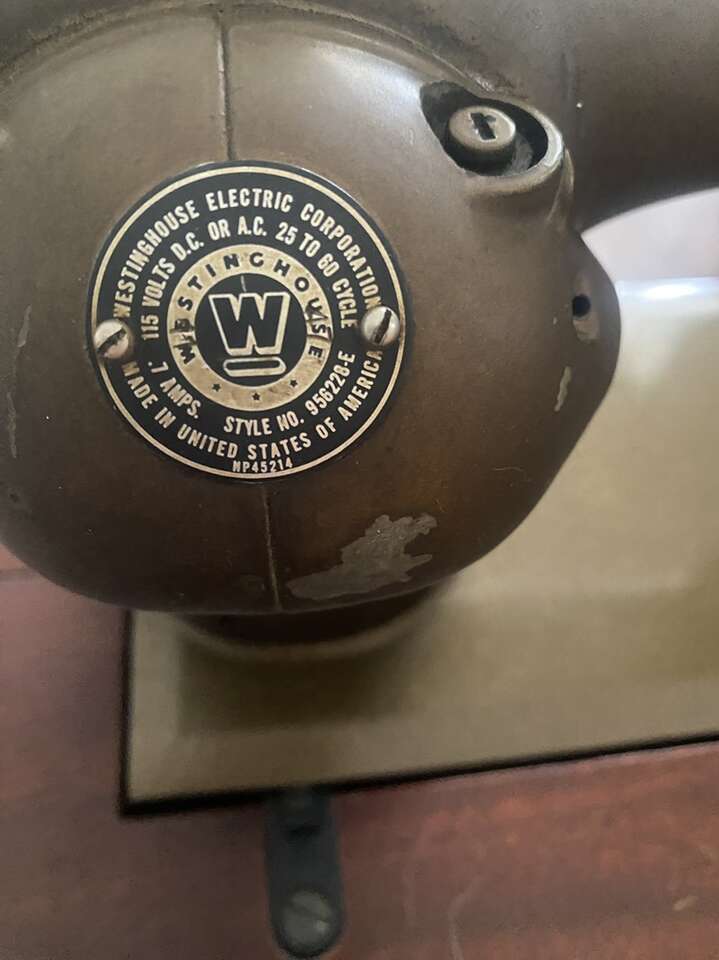 WESTINGHOUSE ELECTRIC CORPORATION
115 VOLTS D.C. OR A.C. 25 TO 60 CYCLE
WESTINGHOUSE
W
.7 AMPS. STYLE NO. 956228-E
MADE IN UNITED STATES OF AMERICA
NP45214